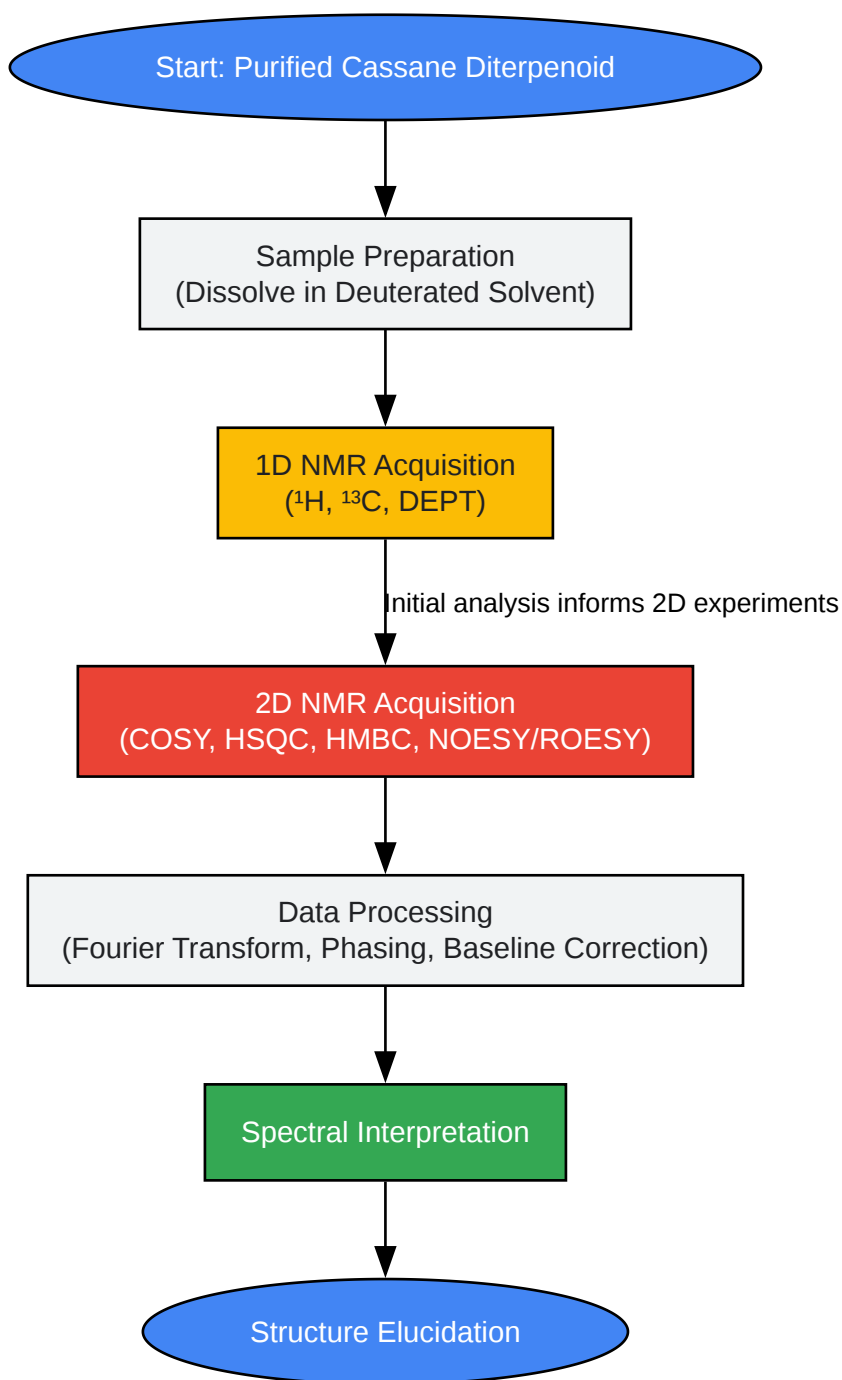 Start: Purified Cassane Diterpenoid
Sample Preparation
(Dissolve in Deuterated Solvent)
1D NMR Acquisition
(¹H, ¹³C, DEPT)
Initial analysis informs 2D experiments
2D NMR Acquisition
(COSY, HSQC, HMBC, NOESY/ROESY)
Data Processing
(Fourier Transform, Phasing, Baseline Correction)
Spectral Interpretation
Structure Elucidation